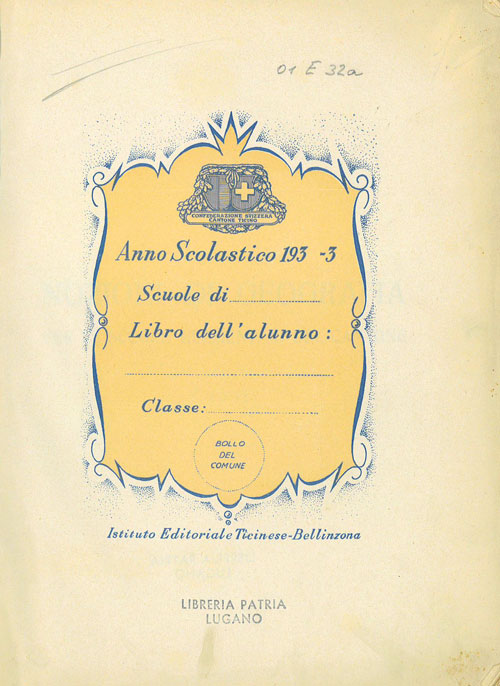 01 E 32a
CONFEDERAZIONE SVIZZERA
CANTONE TICINO
Anno Scolastico 193 -3
Scuole di
Libro dell'alunno:
Classe:
BOLLO
DEL
COMUNE
Istituto Editoriale Ticinese-Bellinzona
LIBRERIA PATRIA
LUGANO